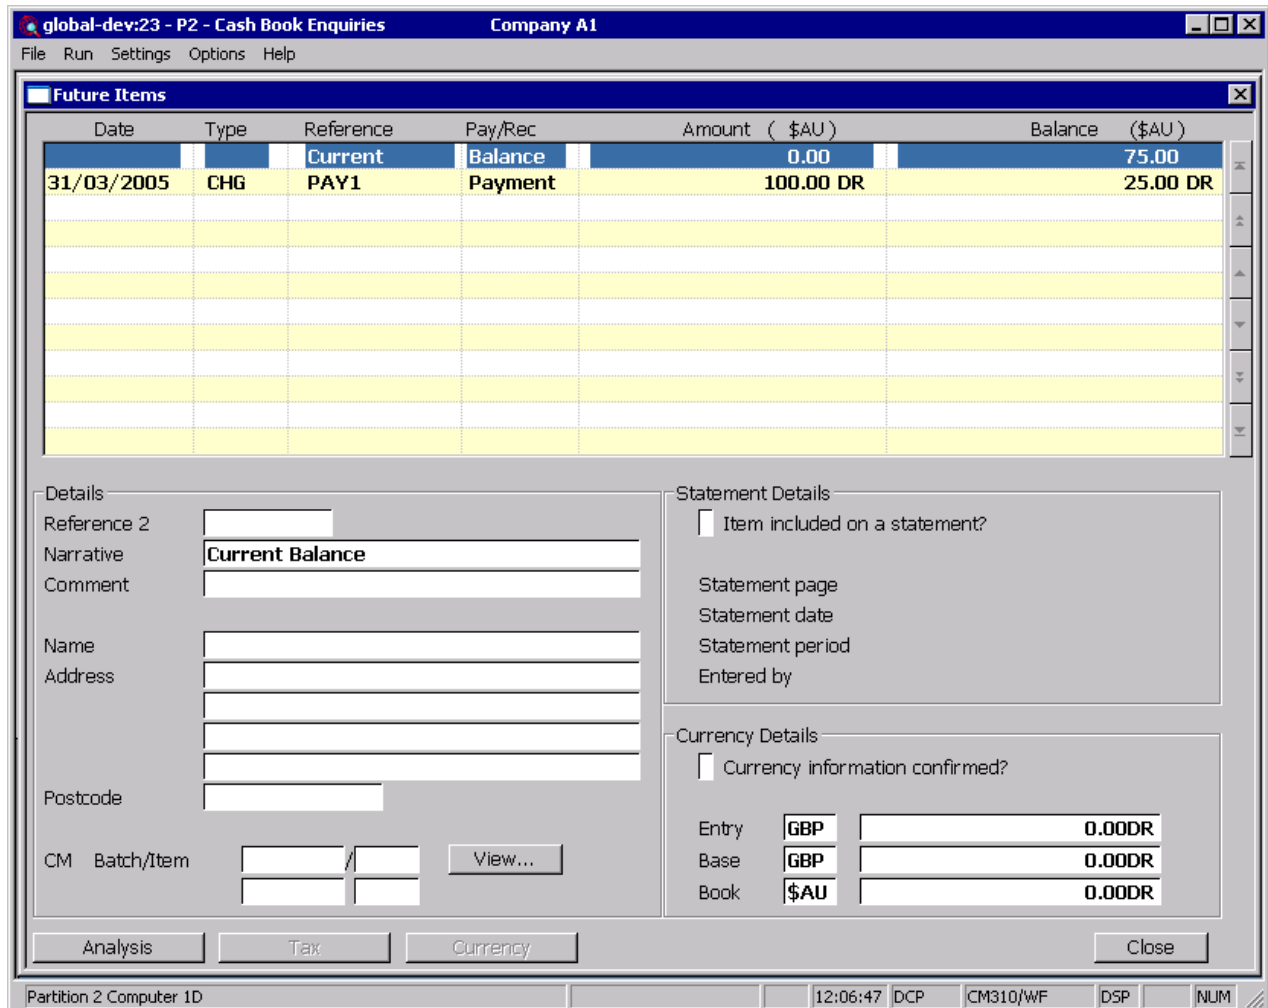 global-dev:23 - P2 - Cash Book Enquiries Company A1
File Run Settings Options Help
Future Items
Date Type Reference Pay/Rec Amount ( $AU ) Balance ($AU )
Current Balance 0.00 75.00
31/03/2005 CHG PAY1 Payment 100.00 DR 25.00 DR
Details
Reference 2
Narrative Current Balance
Comment
Name
Address
Postcode
CM Batch/Item / View...
Statement Details
Item included on a statement?
Statement page
Statement date
Statement period
Entered by
Currency Details
Currency information confirmed?
Entry GBP 0.00DR
Base GBP 0.00DR
Book $AU 0.00DR
Analysis Tax Currency Close
Partition 2 Computer 1D 12:06:47 DCP CM310/WF DSP NUM